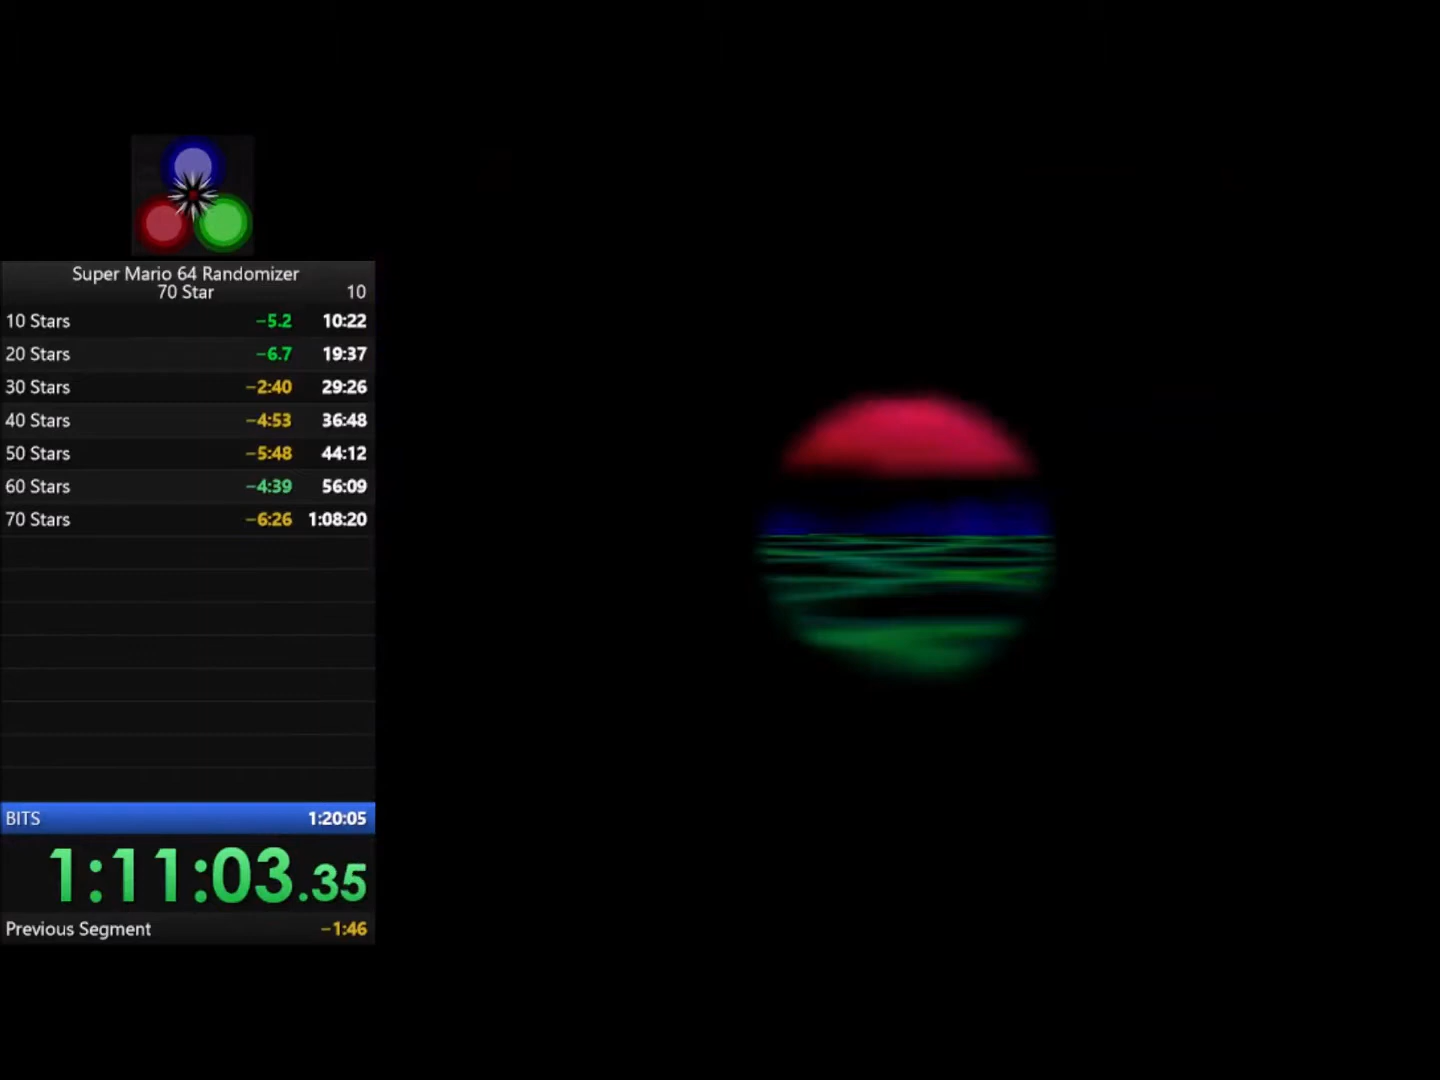 Super Mario 64 Randomizer
70 Star 10
10 Stars −5.2 10:22
20 Stars −6.7 19:37
30 Stars −2:40 29:26
40 Stars −4:53 36:48
50 Stars −5:48 44:12
60 Stars −4:39 56:09
70 Stars −6:26 1:08:20
BITS 1:20:05
1:11:03.35
Previous Segment −1:46